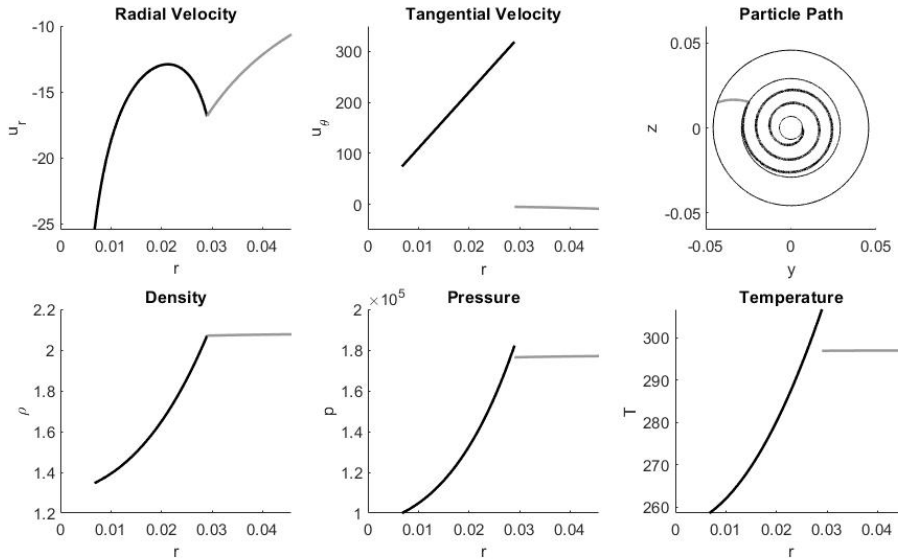 Radial Velocity
-10
-15
-20
-25
u_r
0 0.01 0.02 0.03 0.04
r
Tangential Velocity
300
200
100
0
u_θ
0 0.01 0.02 0.03 0.04
r
Particle Path
0.05
0
-0.05
z
-0.05 0 0.05
y
Density
2.2
2
1.8
1.6
1.4
1.2
ρ
0 0.01 0.02 0.03 0.04
r
Pressure
×10^5
2
1.8
1.6
1.4
1.2
1
p
0 0.01 0.02 0.03 0.04
r
Temperature
300
290
280
270
260
T
0 0.01 0.02 0.03 0.04
r